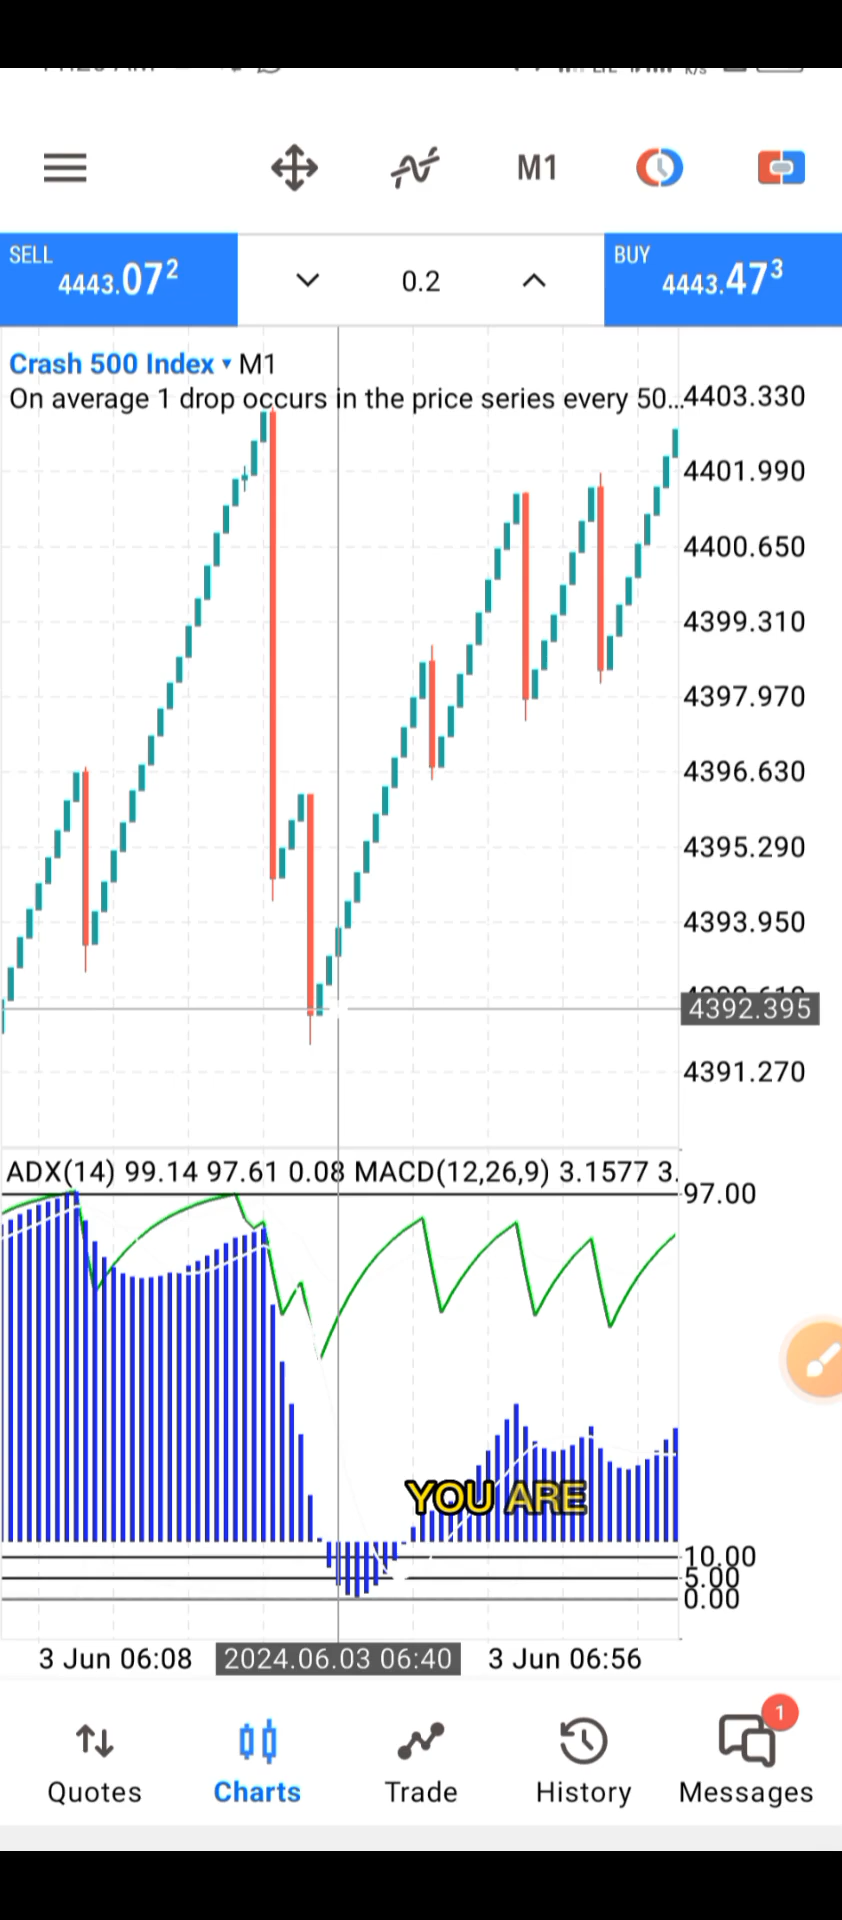 M1
SELL
4443.07²
0.2
BUY
4443.47³
Crash 500 Index ▾ M1
On average 1 drop occurs in the price series every 50...
4403.330
4401.990
4400.650
4399.310
4397.970
4396.630
4395.290
4393.950
4392.395
4391.270
ADX(14) 99.14 97.61 0.08 MACD(12,26,9) 3.1577 3.
97.00
YOU ARE
10.00
5.00
0.00
3 Jun 06:08
2024.06.03 06:40
3 Jun 06:56
1
Quotes
Charts
Trade
History
Messages